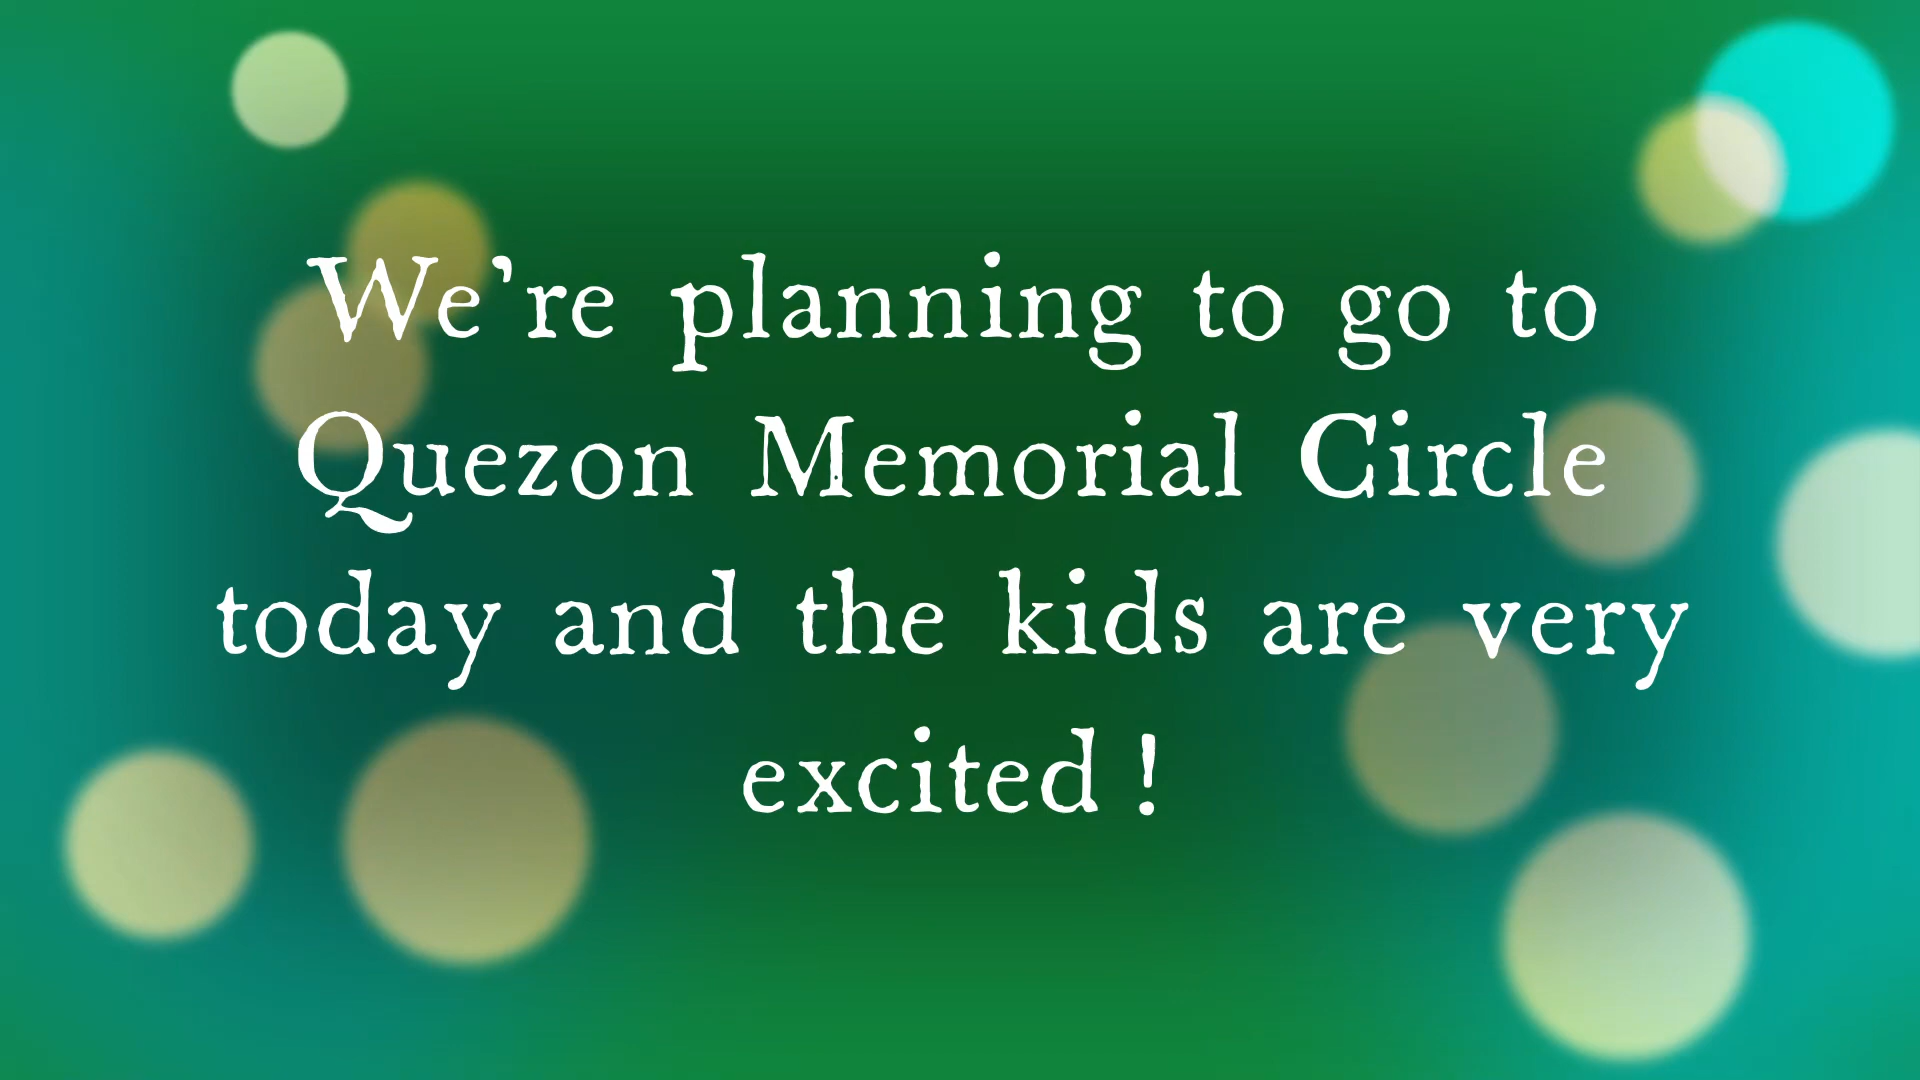 We're planning to go to
Quezon Memorial Circle
today and the kids are very
excited !